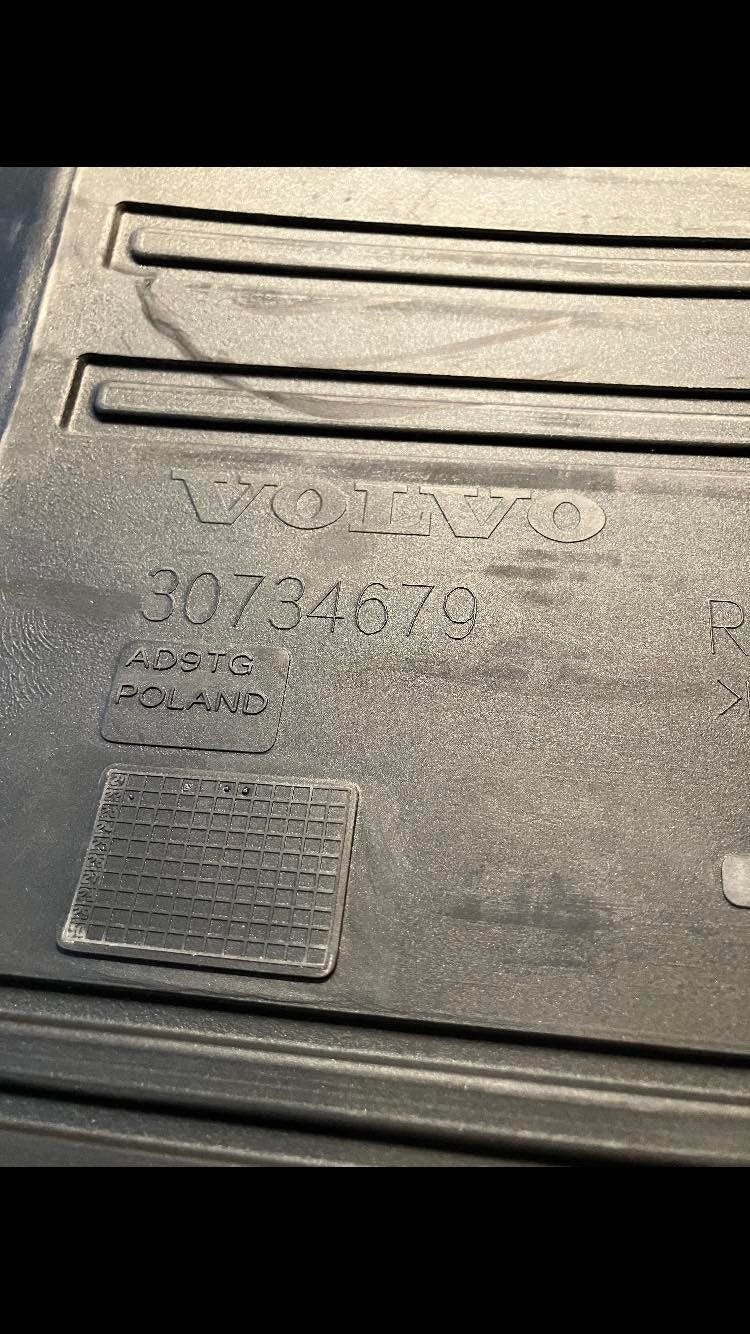 VOLVO
30734679
R
AD9TG
POLAND